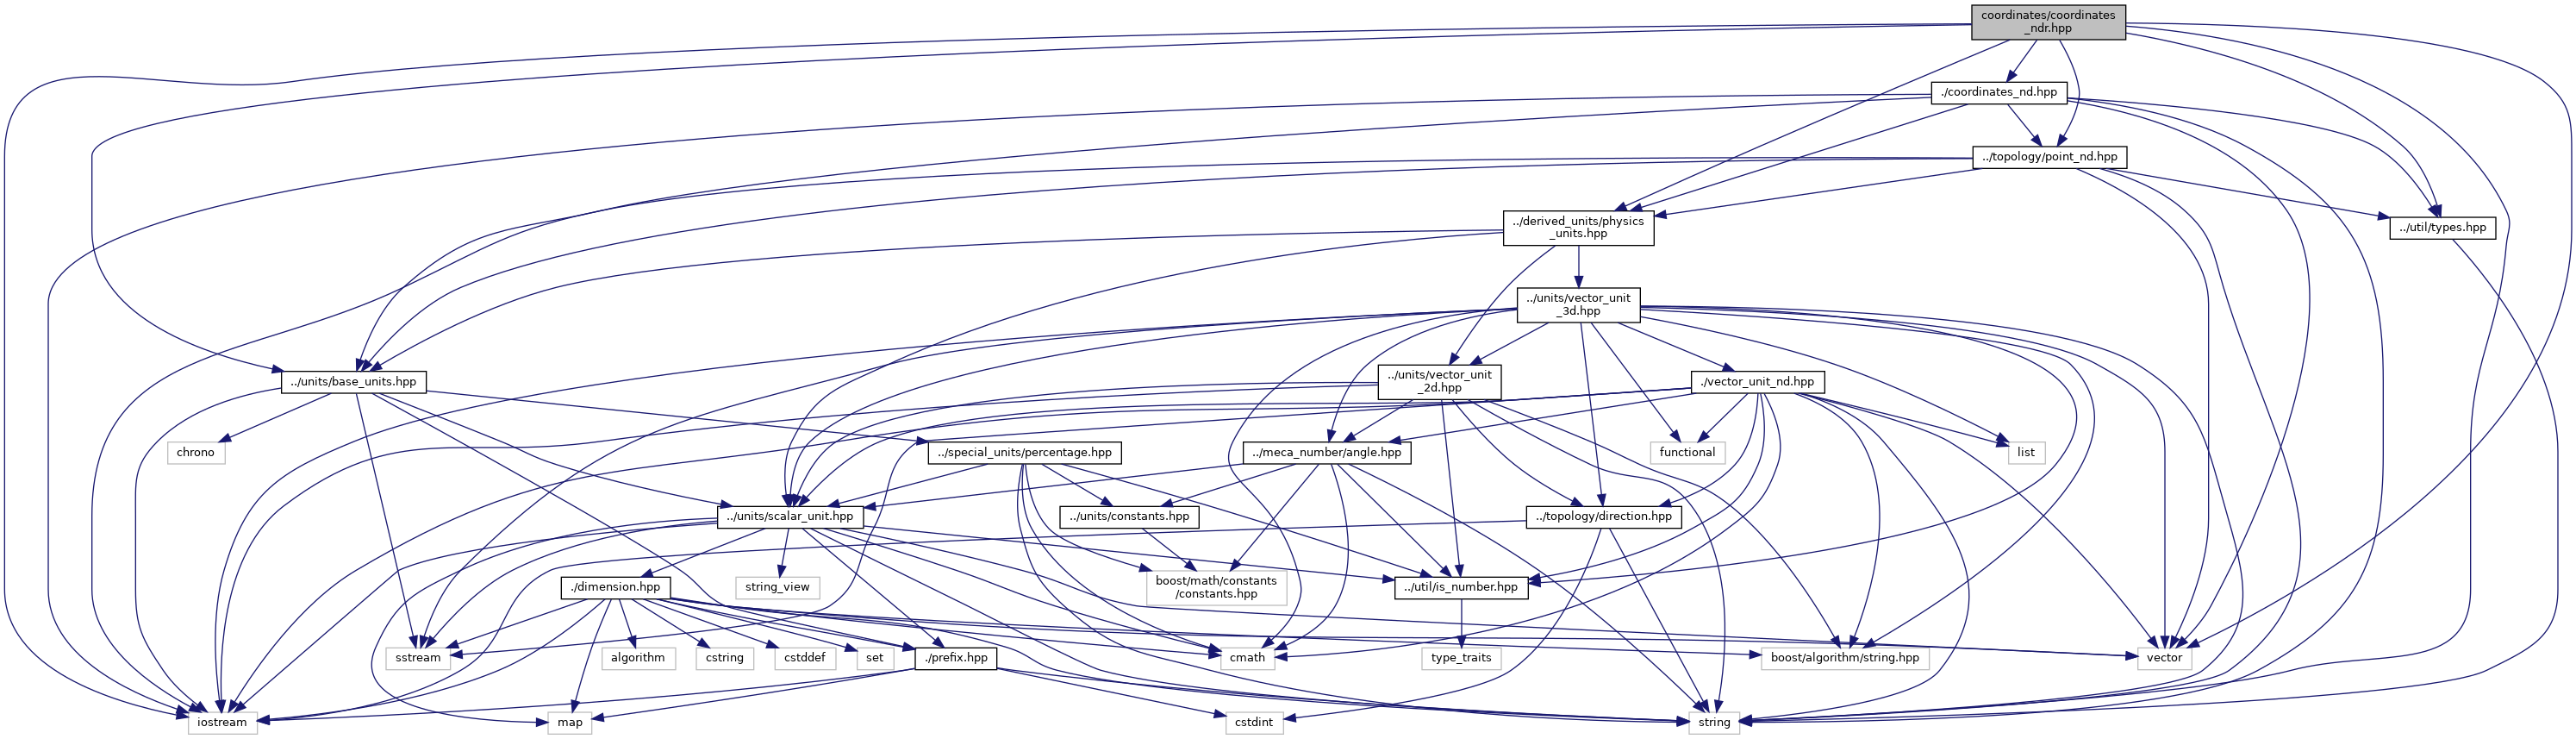 coordinates/coordinates
_ndr.hpp
./coordinates_nd.hpp
../topology/point_nd.hpp
../derived_units/physics
_units.hpp
../util/types.hpp
../units/vector_unit
_3d.hpp
../units/base_units.hpp
../units/vector_unit
_2d.hpp
./vector_unit_nd.hpp
chrono
../special_units/percentage.hpp
../meca_number/angle.hpp
functional
list
../units/scalar_unit.hpp
../units/constants.hpp
../topology/direction.hpp
./dimension.hpp
string_view
boost/math/constants
/constants.hpp
../util/is_number.hpp
sstream
algorithm
cstring
cstddef
set
./prefix.hpp
cmath
type_traits
boost/algorithm/string.hpp
vector
iostream
map
cstdint
string